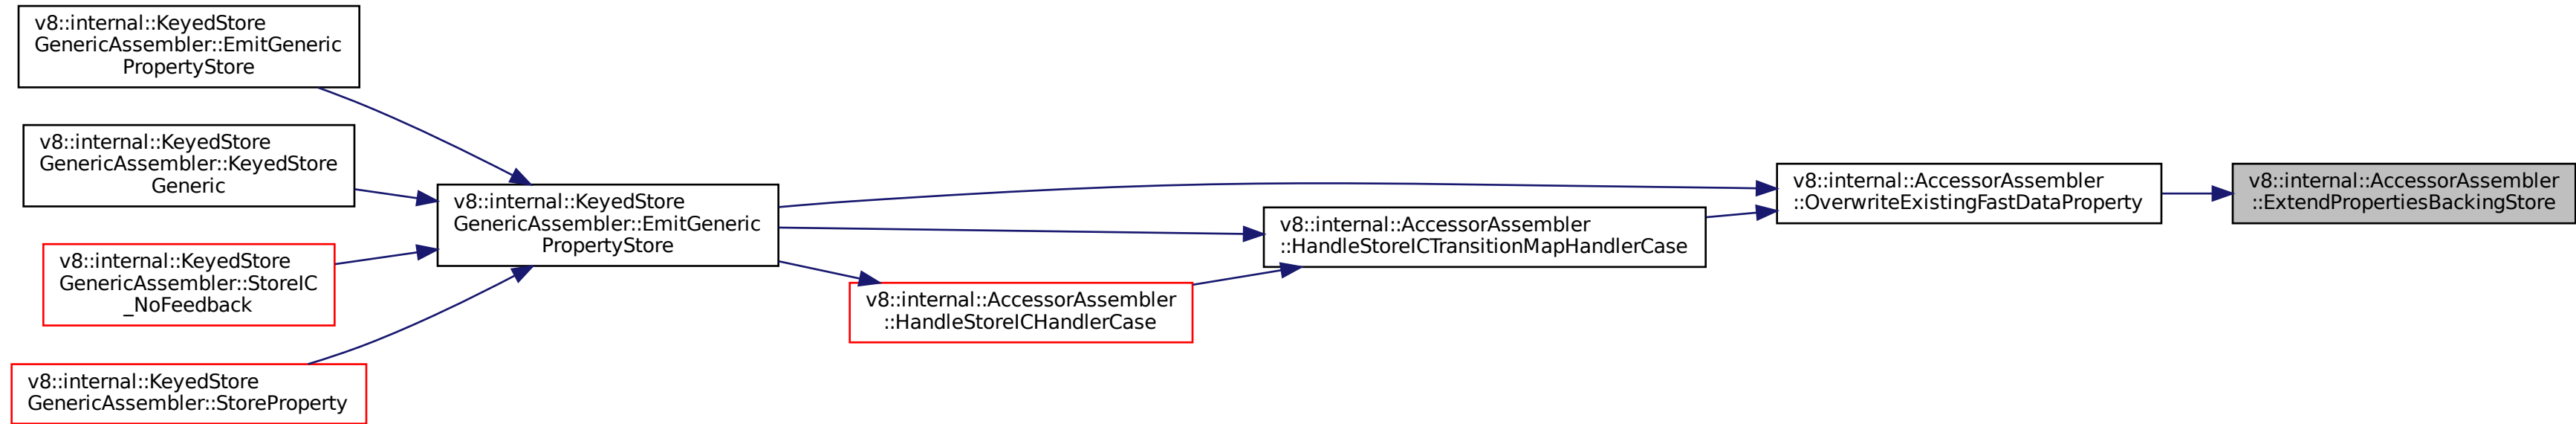 v8::internal::KeyedStore
GenericAssembler::EmitGeneric
PropertyStore
v8::internal::KeyedStore
GenericAssembler::KeyedStore
Generic
v8::internal::KeyedStore
GenericAssembler::StoreIC
_NoFeedback
v8::internal::KeyedStore
GenericAssembler::StoreProperty
v8::internal::KeyedStore
GenericAssembler::EmitGeneric
PropertyStore
v8::internal::AccessorAssembler
::HandleStoreICHandlerCase
v8::internal::AccessorAssembler
::HandleStoreICTransitionMapHandlerCase
v8::internal::AccessorAssembler
::OverwriteExistingFastDataProperty
v8::internal::AccessorAssembler
::ExtendPropertiesBackingStore